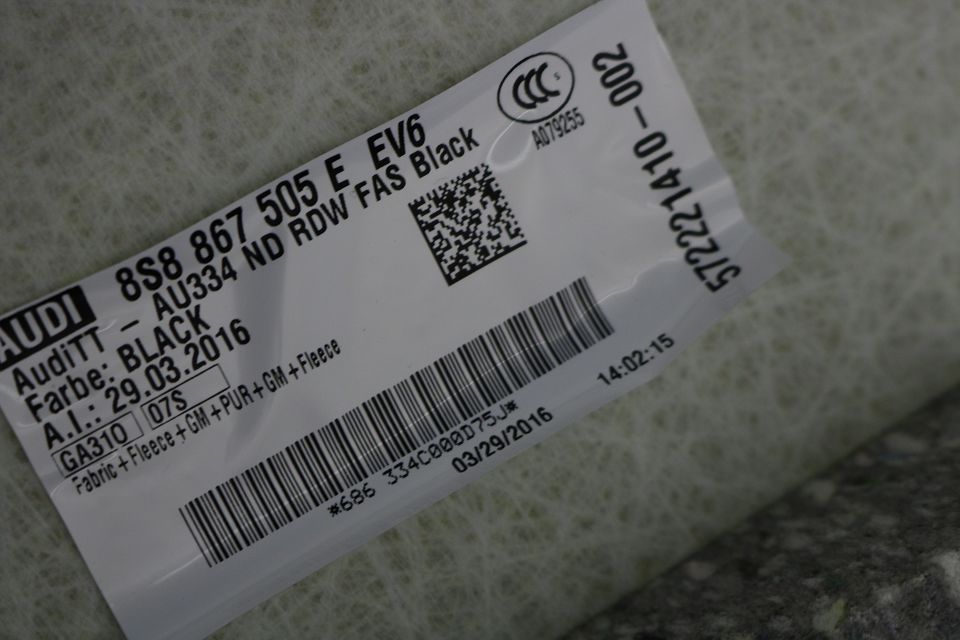 AUDI
8S8 867 505 E EV6
AudiTT - AU334 ND RDW FAS Black
Farbe: BLACK
A.I.: 29.03.2016
GA310 07S
Fabric+Fleece+GM+PUR+GM+Fleece
*686 334C000D75J*
03/29/2016
14:02:15
CCC S
A079255
572221410-002